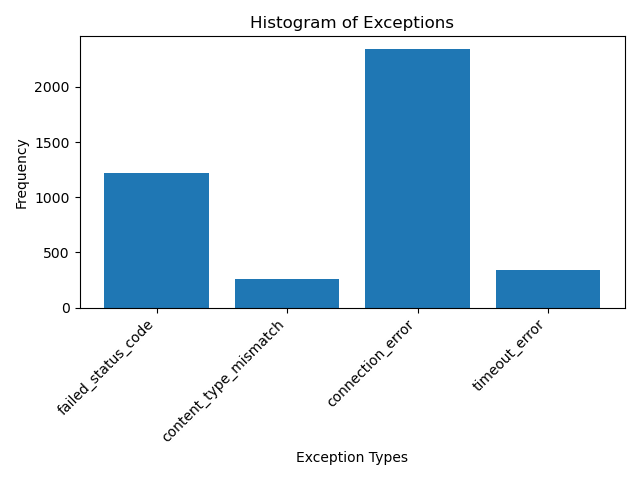 Histogram of Exceptions
Frequency
2000
1500
1000
500
0
failed_status_code
content_type_mismatch
connection_error
timeout_error
Exception Types